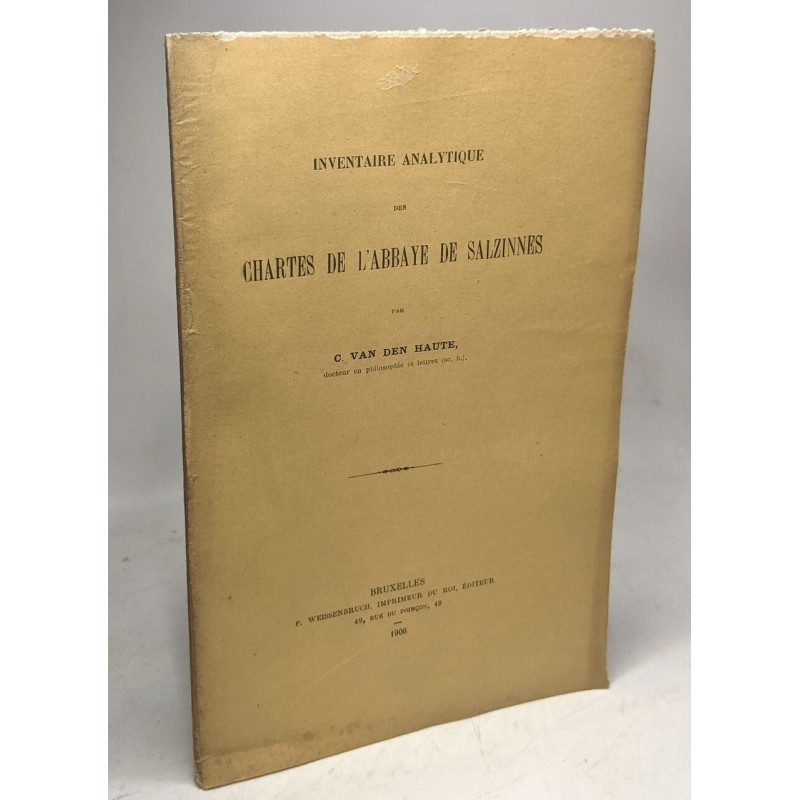 INVENTAIRE ANALYTIQUE
DES
CHARTES DE L'ABBAYE DE SALZINNES
PAR
C. VAN DEN HAUTE,
docteur en philosophie et lettres (sc. h.).
BRUXELLES
P. WEISSENBRUCH, IMPRIMEUR DU ROI, ÉDITEUR
49, RUE DU POINÇON, 49
1906